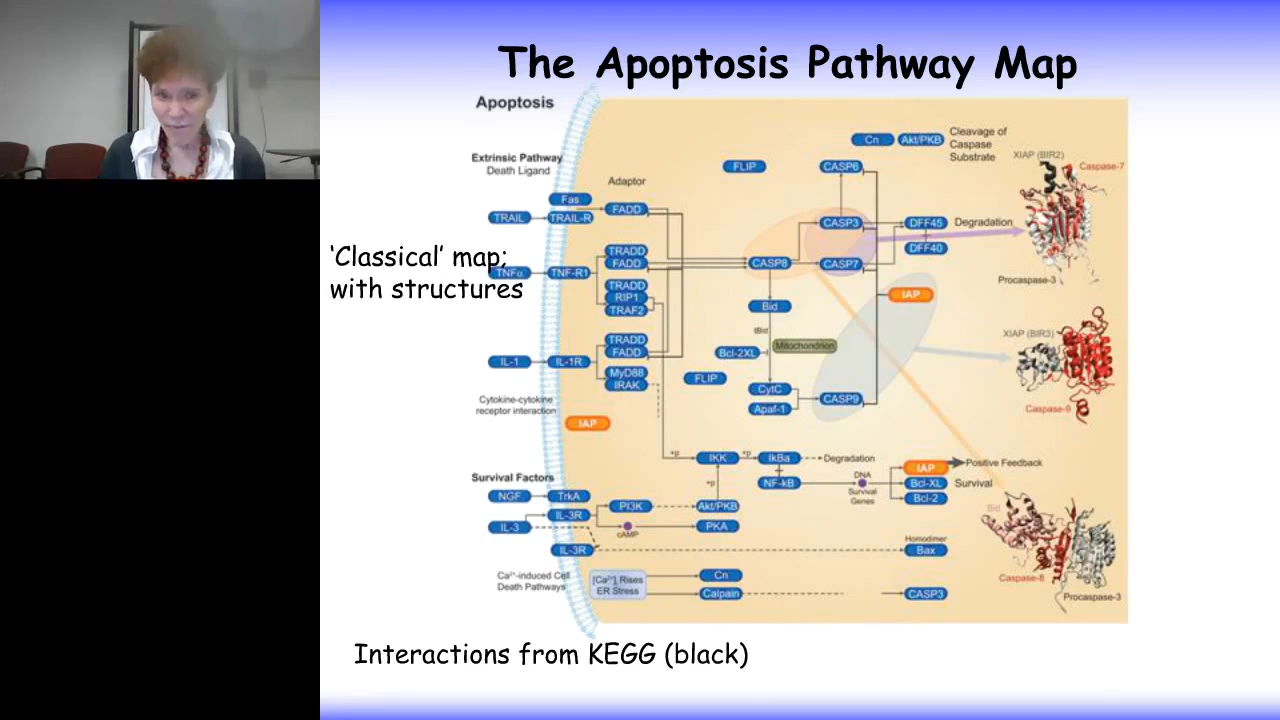 The Apoptosis Pathway Map
Apoptosis
Extrinsic Pathway
Death Ligand
Adaptor
Cn
Akt/PKB
Cleavage of
Caspase
Substrate
XIAP (BIR2)
Caspase-7
FLIP
CASP6
Fas
FADD
TRAIL
TRAIL-R
CASP3
DFF45
Degradation
DFF40
'Classical' map;
with structures
TRADD
FADD
TNFα
TNF-R1
CASP8
CASP7
Procaspase-3
TRADD
RIP1
TRAF2
IAP
Bid
tBid
Mitochondrion
XIAP (BIR3)
TRADD
FADD
Bcl-2XL
IL-1
IL-1R
MyD88
IRAK
FLIP
CytC
Apaf-1
CASP9
Cytokine-cytokine
receptor interaction
Caspase-9
IAP
+p
IKK
+p
IkBa
Degradation
IAP
Positive Feedback
Survival Factors
+p
NF-kB
DNA
Survival
Genes
Bcl-XL
Survival
Bcl-2
NGF
TrkA
PI3K
Akt/PKB
IL-3
IL-3R
cAMP
PKA
Bid
IL-3R
Homodimer
Bax
Ca²⁺-induced Cell
Death Pathways
[Ca²⁺]ᵢ Rises
ER Stress
Cn
Calpain
CASP3
Caspase-8
Procaspase-3
Interactions from KEGG (black)